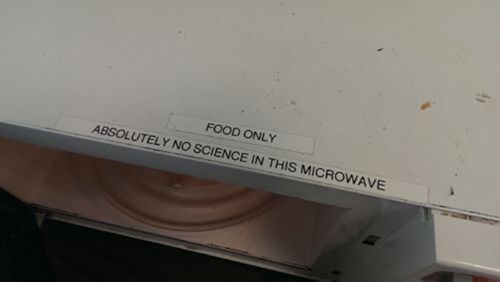 FOOD ONLY
ABSOLUTELY NO SCIENCE IN THIS MICROWAVE